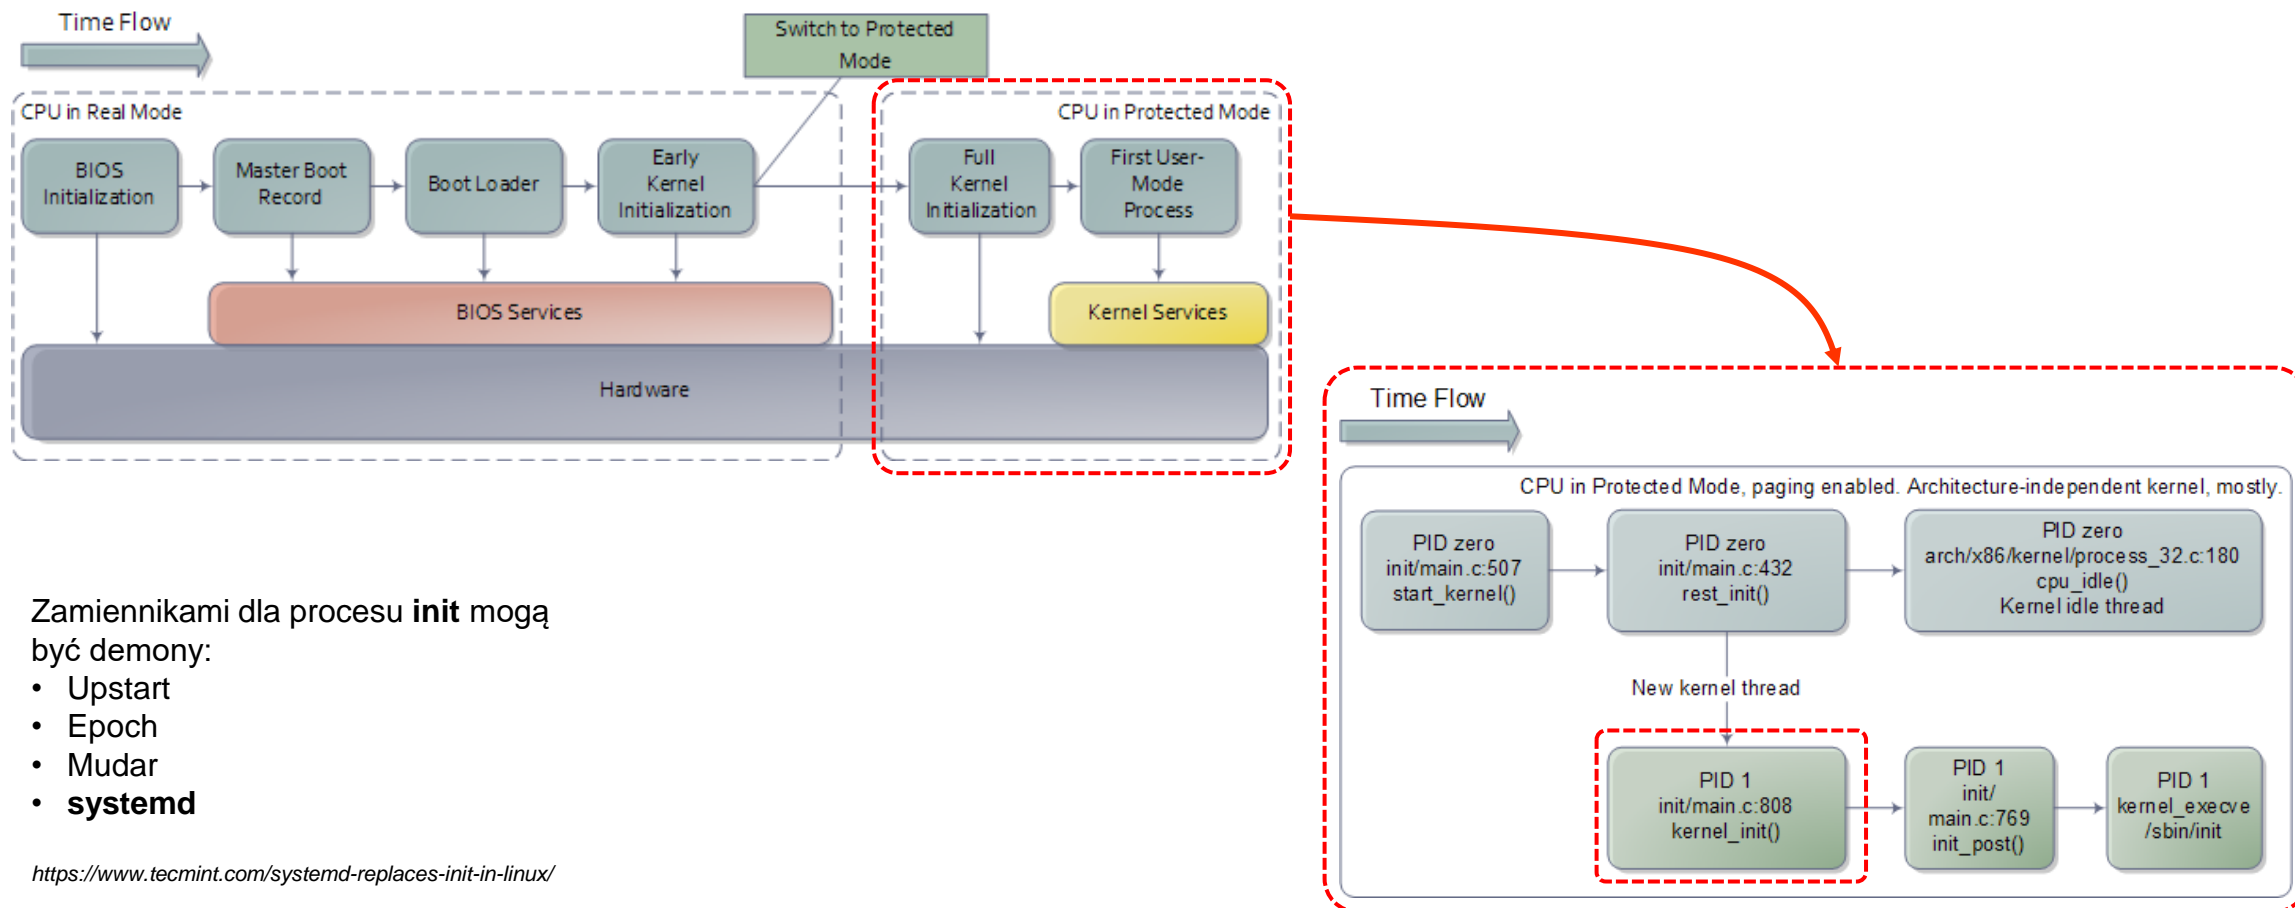 Time Flow
Switch to Protected
Mode
CPU in Real Mode
CPU in Protected Mode
BIOS
Initialization
Master Boot
Record
Boot Loader
Early
Kernel
Initialization
Full
Kernel
Initialization
First User-
Mode
Process
BIOS Services
Kernel Services
Hardware
Time Flow
CPU in Protected Mode, paging enabled. Architecture-independent kernel, mostly.
PID zero
init/main.c:507
start_kernel()
PID zero
init/main.c:432
rest_init()
PID zero
arch/x86/kernel/process_32.c:180
cpu_idle()
Kernel idle thread
New kernel thread
PID 1
init/main.c:808
kernel_init()
PID 1
init/
main.c:769
init_post()
PID 1
kernel_execve
/sbin/init
Zamiennikami dla procesu init mogą
być demony:
• Upstart
• Epoch
• Mudar
• systemd
https://www.tecmint.com/systemd-replaces-init-in-linux/